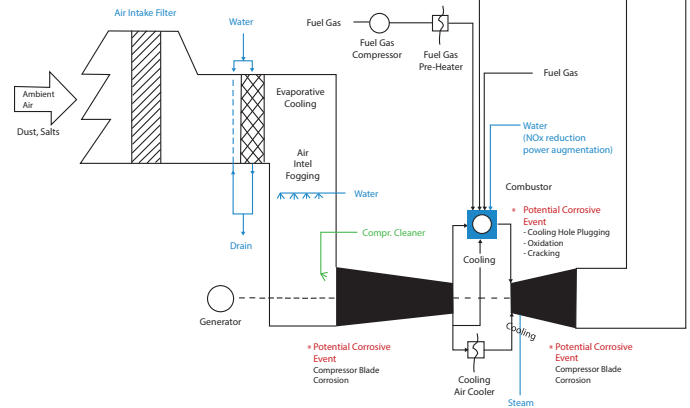 Air Intake Filter
Water
Fuel Gas
Fuel Gas
Compressor
Fuel Gas
Pre-Heater
Fuel Gas
Ambient
Air
Dust, Salts
Evaporative
Cooling
Air
Intel
Fogging
Water
Water
(NOx reduction
power augmentation)
Combustor
* Potential Corrosive
Event
- Cooling Hole Plugging
- Oxidation
- Cracking
Drain
Compr. Cleaner
Cooling
Generator
Cooling
* Potential Corrosive
Event
Compressor Blade
Corrosion
Cooling
Air Cooler
* Potential Corrosive
Event
Compressor Blade
Corrosion
Steam